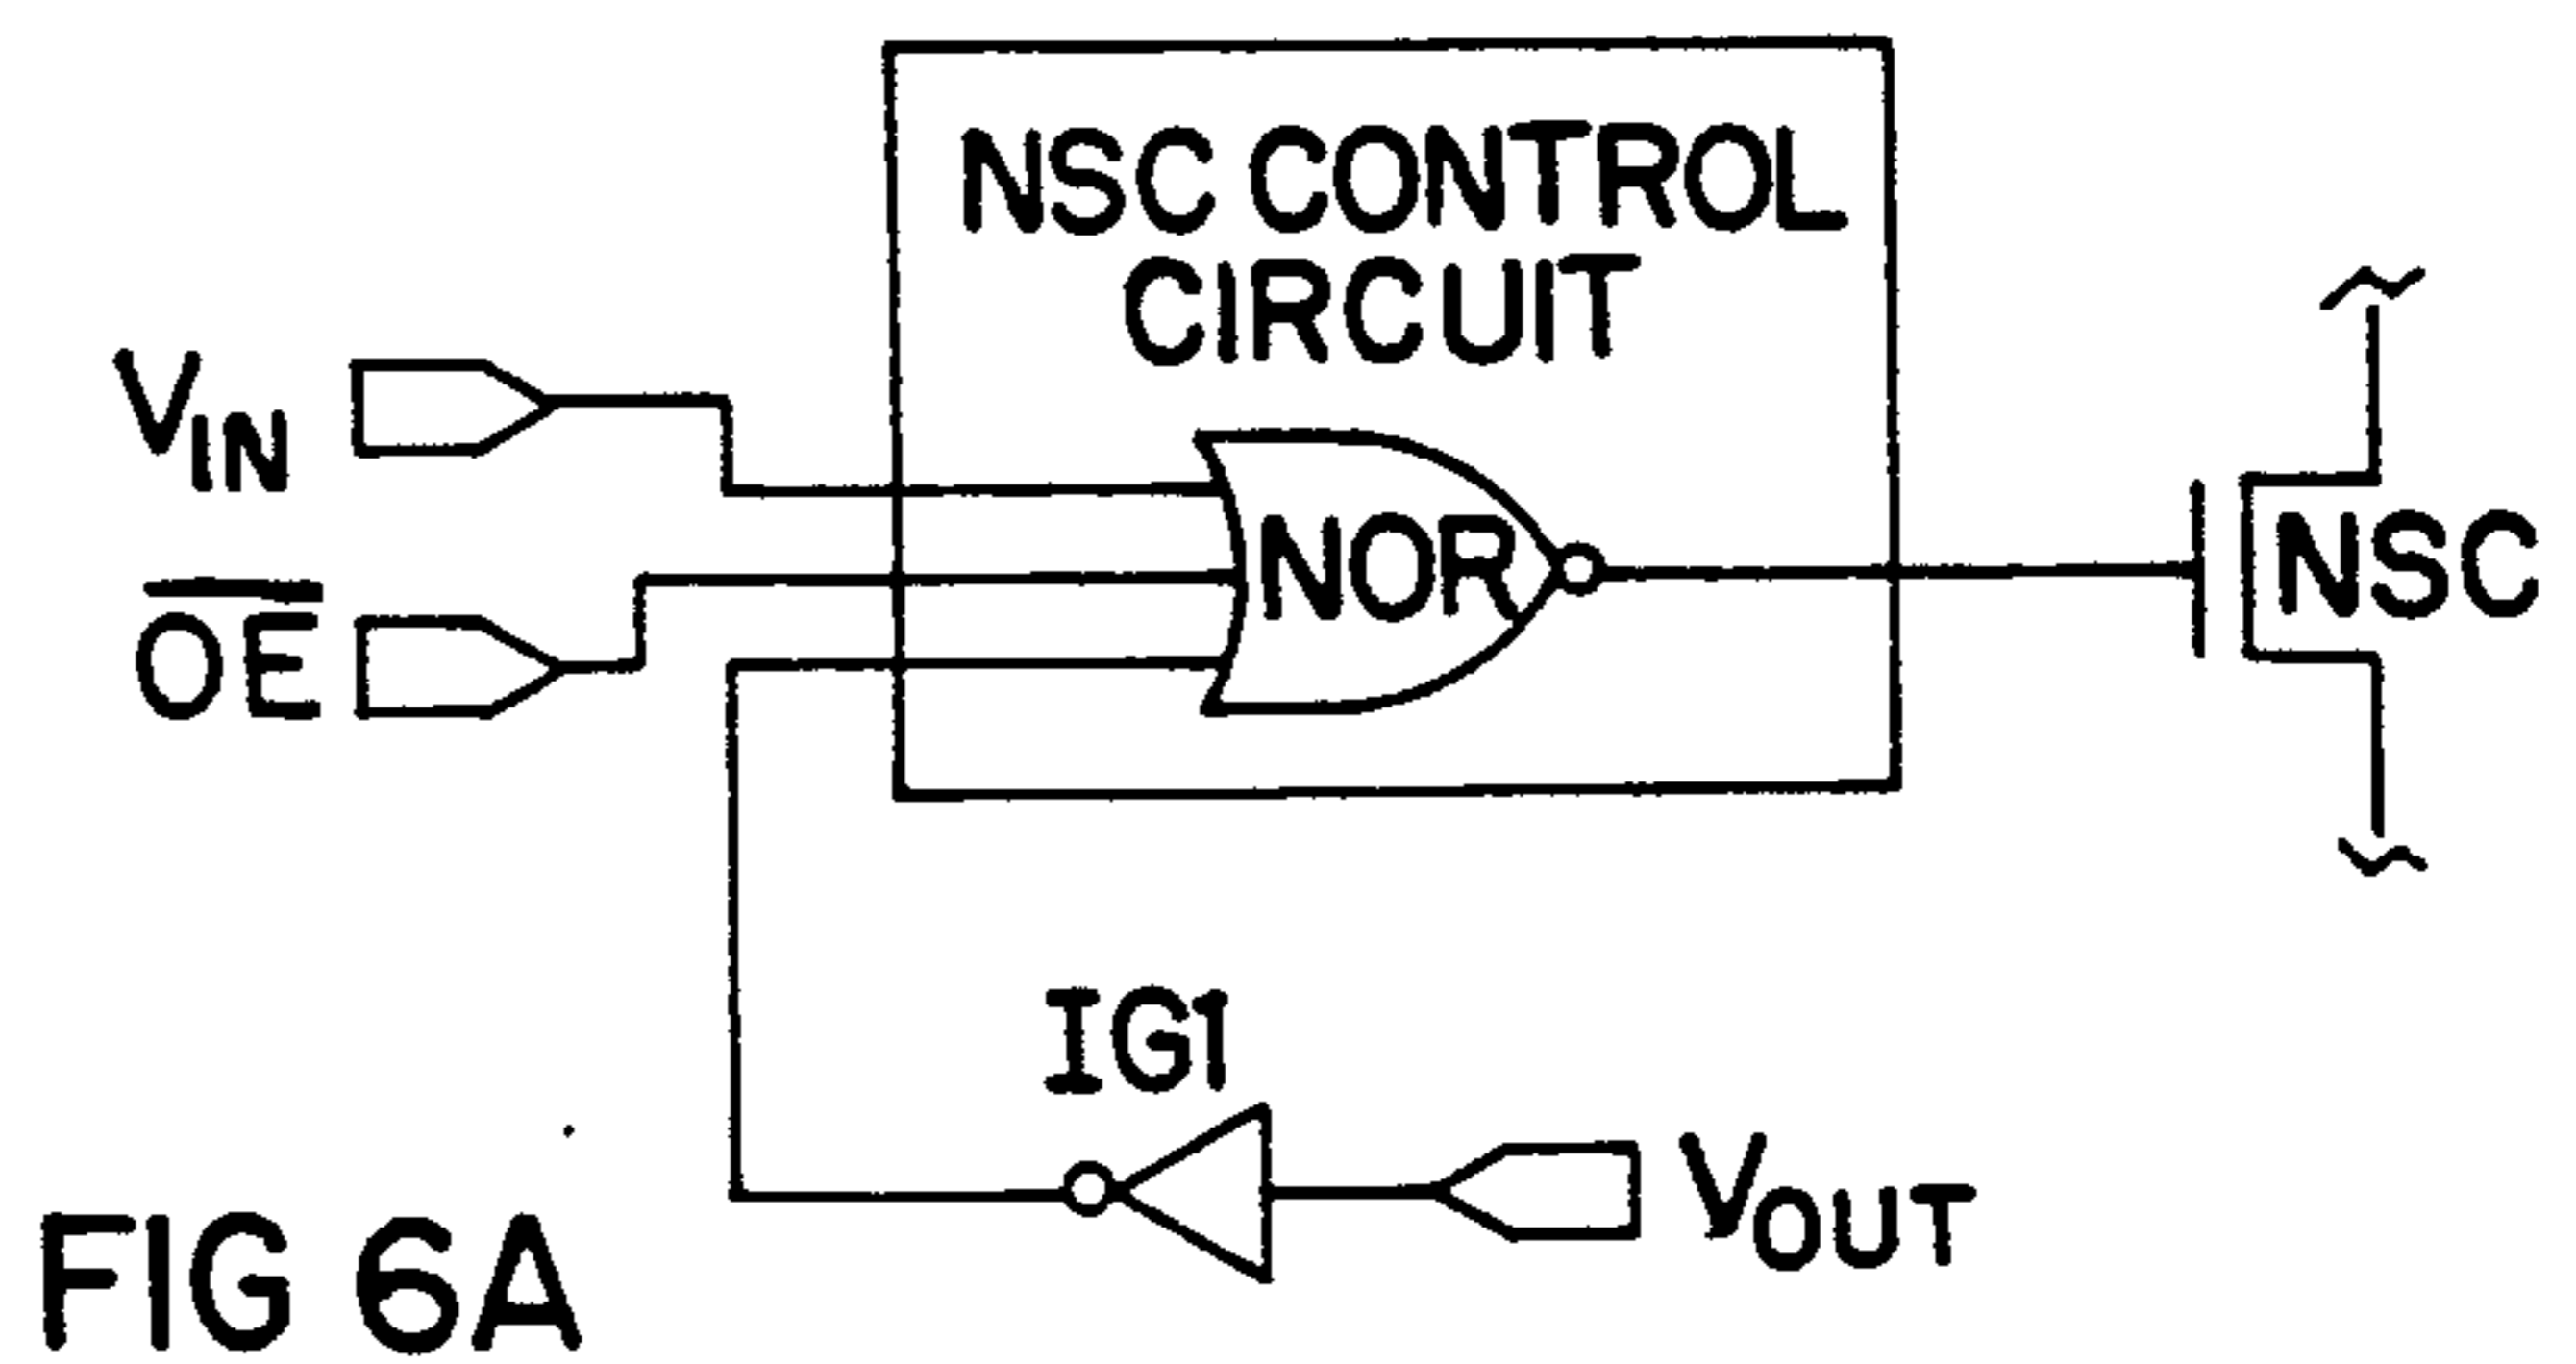 NSC CONTROL
CIRCUIT
VIN
NOR
NSC
OE
IG1
VOUT
FIG 6A